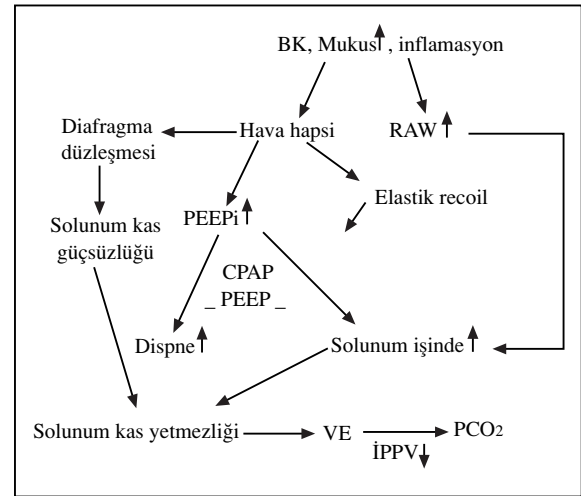 BK, Mukus↑, inflamasyon
Diafragma
düzleşmesi
Hava hapsi
RAW↑
Elastik recoil
Solunum kas
güçsüzlüğü
PEEPi↑
CPAP
_ PEEP _
Dispne↑
Solunum işinde↑
Solunum kas yetmezliği
VE
PCO2
İPPV↓